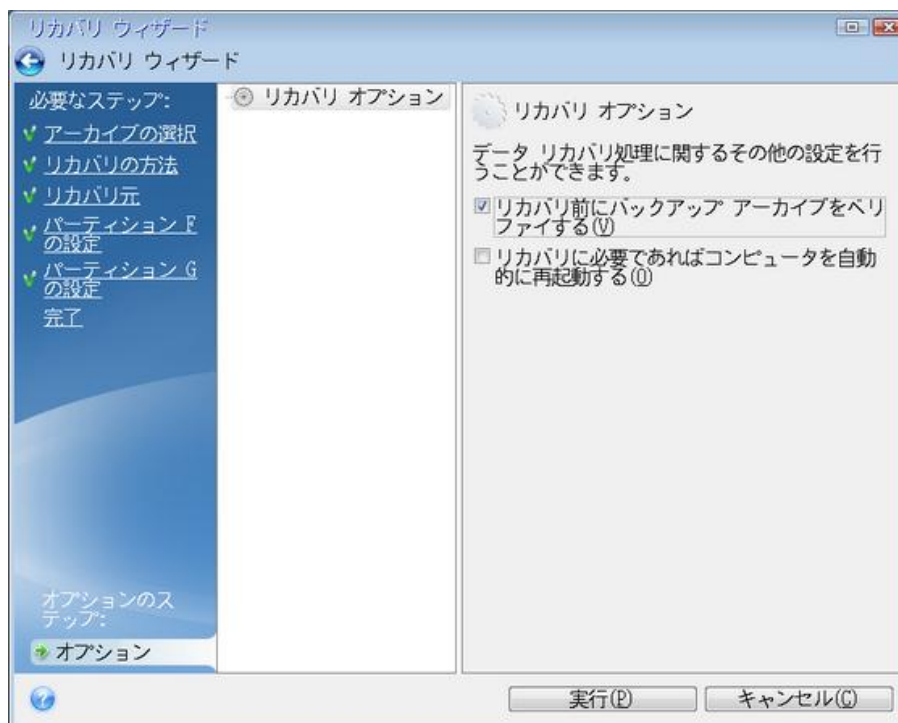 リカバリ ウィザード
リカバリ ウィザード
必要なステップ:
アーカイブの選択
リカバリの方法
リカバリ元
パーティション F
の設定
パーティション G
の設定
完了
オプションのス
テップ:
オプション
リカバリ オプション
リカバリ オプション
データ リカバリ処理に関するその他の設定を行
うことができます。
リカバリ前にバックアップ アーカイブをベリ
ファイする(V)
リカバリに必要であればコンピュータを自動
的に再起動する(O)
実行(P)
キャンセル(C)